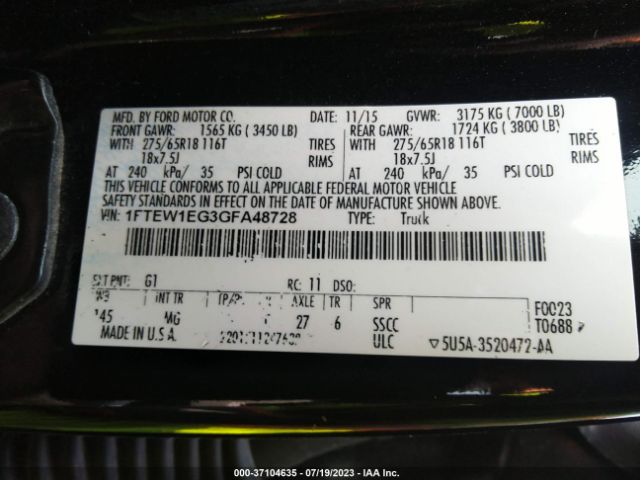 MFD. BY FORD MOTOR CO. DATE: 11/15 GVWR: 3175 KG ( 7000 LB)
FRONT GAWR: 1565 KG ( 3450 LB) REAR GAWR: 1724 KG ( 3800 LB)
WITH 275/65R18 116T TIRES WITH 275/65R18 116T TIRES
18x7.5J RIMS 18x7.5J RIMS
AT 240 kPa/ 35 PSI COLD AT 240 kPa/ 35 PSI COLD
THIS VEHICLE CONFORMS TO ALL APPLICABLE FEDERAL MOTOR VEHICLE
SAFETY STANDARDS IN EFFECT ON THE DATE OF MANUFACTURE SHOWN ABOVE.
VIN: 1FTEW1EG3GFA48728 TYPE: Truck
EXT PNT: G1 RC: 11 DSO:
WB INT TR AXLE TR SPR F0023
145 MG 27 6 SSCC T0688
MADE IN U.S.A. ULC ▽5U5A-3520472-AA
000-37104635 / 07/19/2023 - IAA Inc.